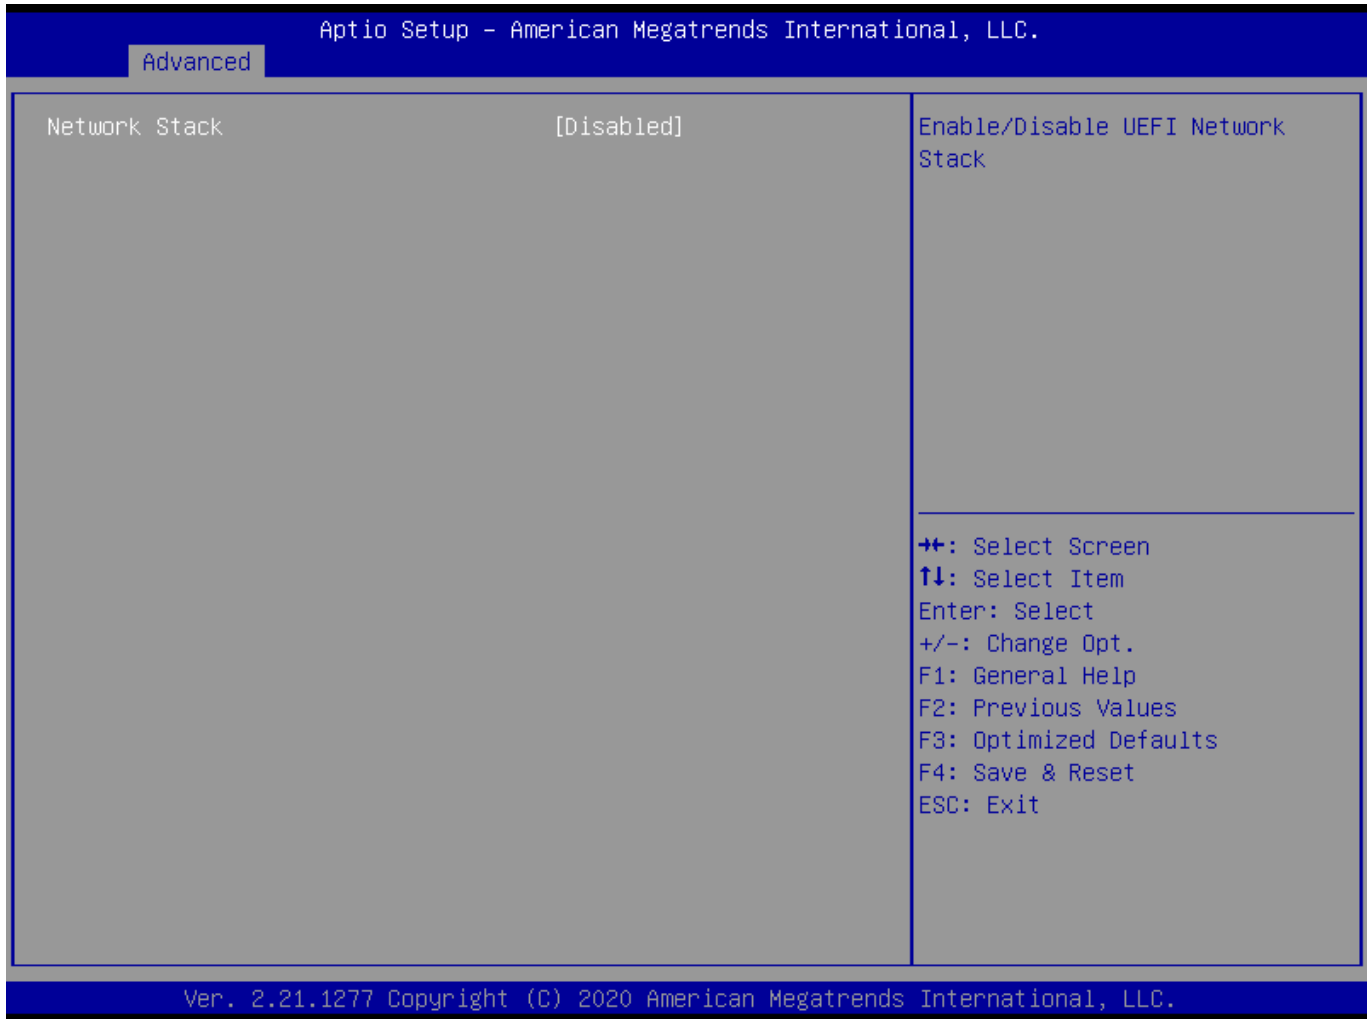 Aptio Setup – American Megatrends International, LLC.
Advanced
Network Stack [Disabled]
Enable/Disable UEFI Network
Stack
→←: Select Screen
↑↓: Select Item
Enter: Select
+/-: Change Opt.
F1: General Help
F2: Previous Values
F3: Optimized Defaults
F4: Save & Reset
ESC: Exit
Ver. 2.21.1277 Copyright (C) 2020 American Megatrends International, LLC.